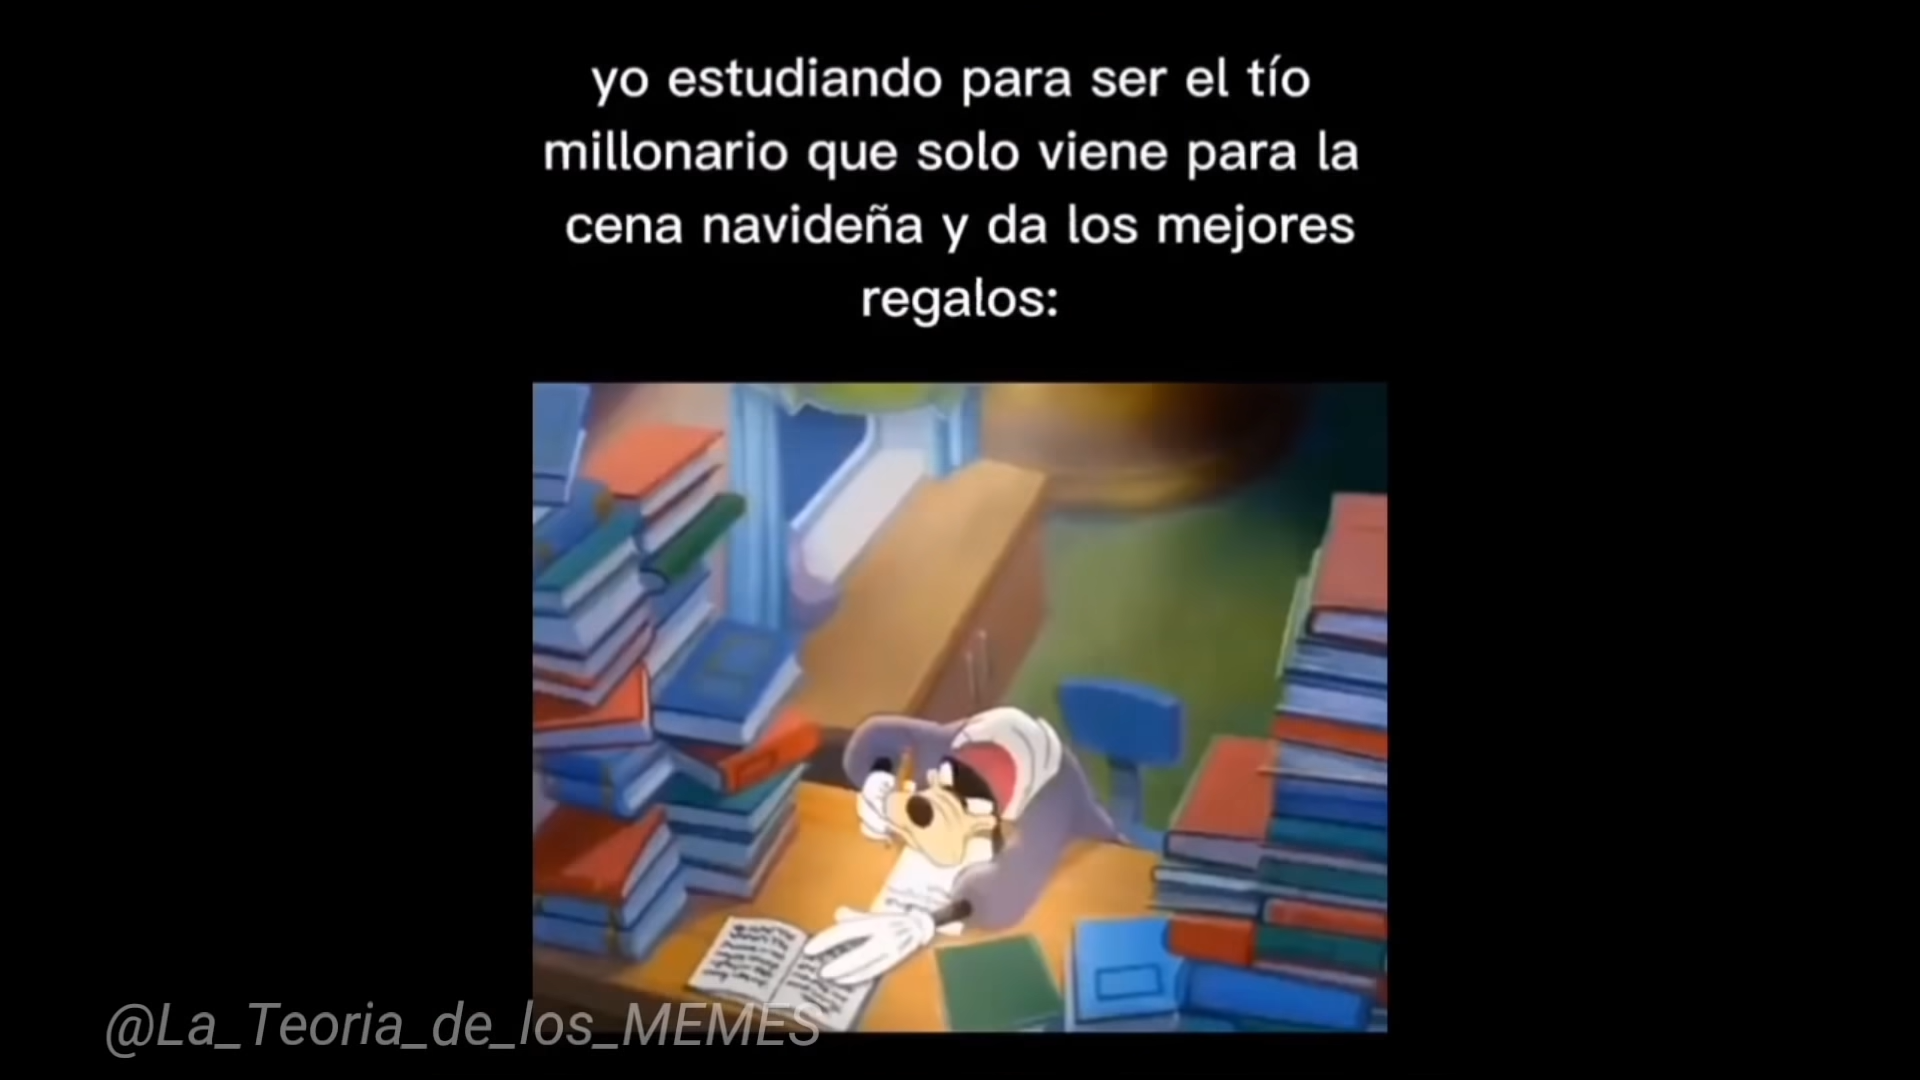 yo estudiando para ser el tío
millonario que solo viene para la
cena navideña y da los mejores
regalos:
@La_Teoria_de_los_MEMES